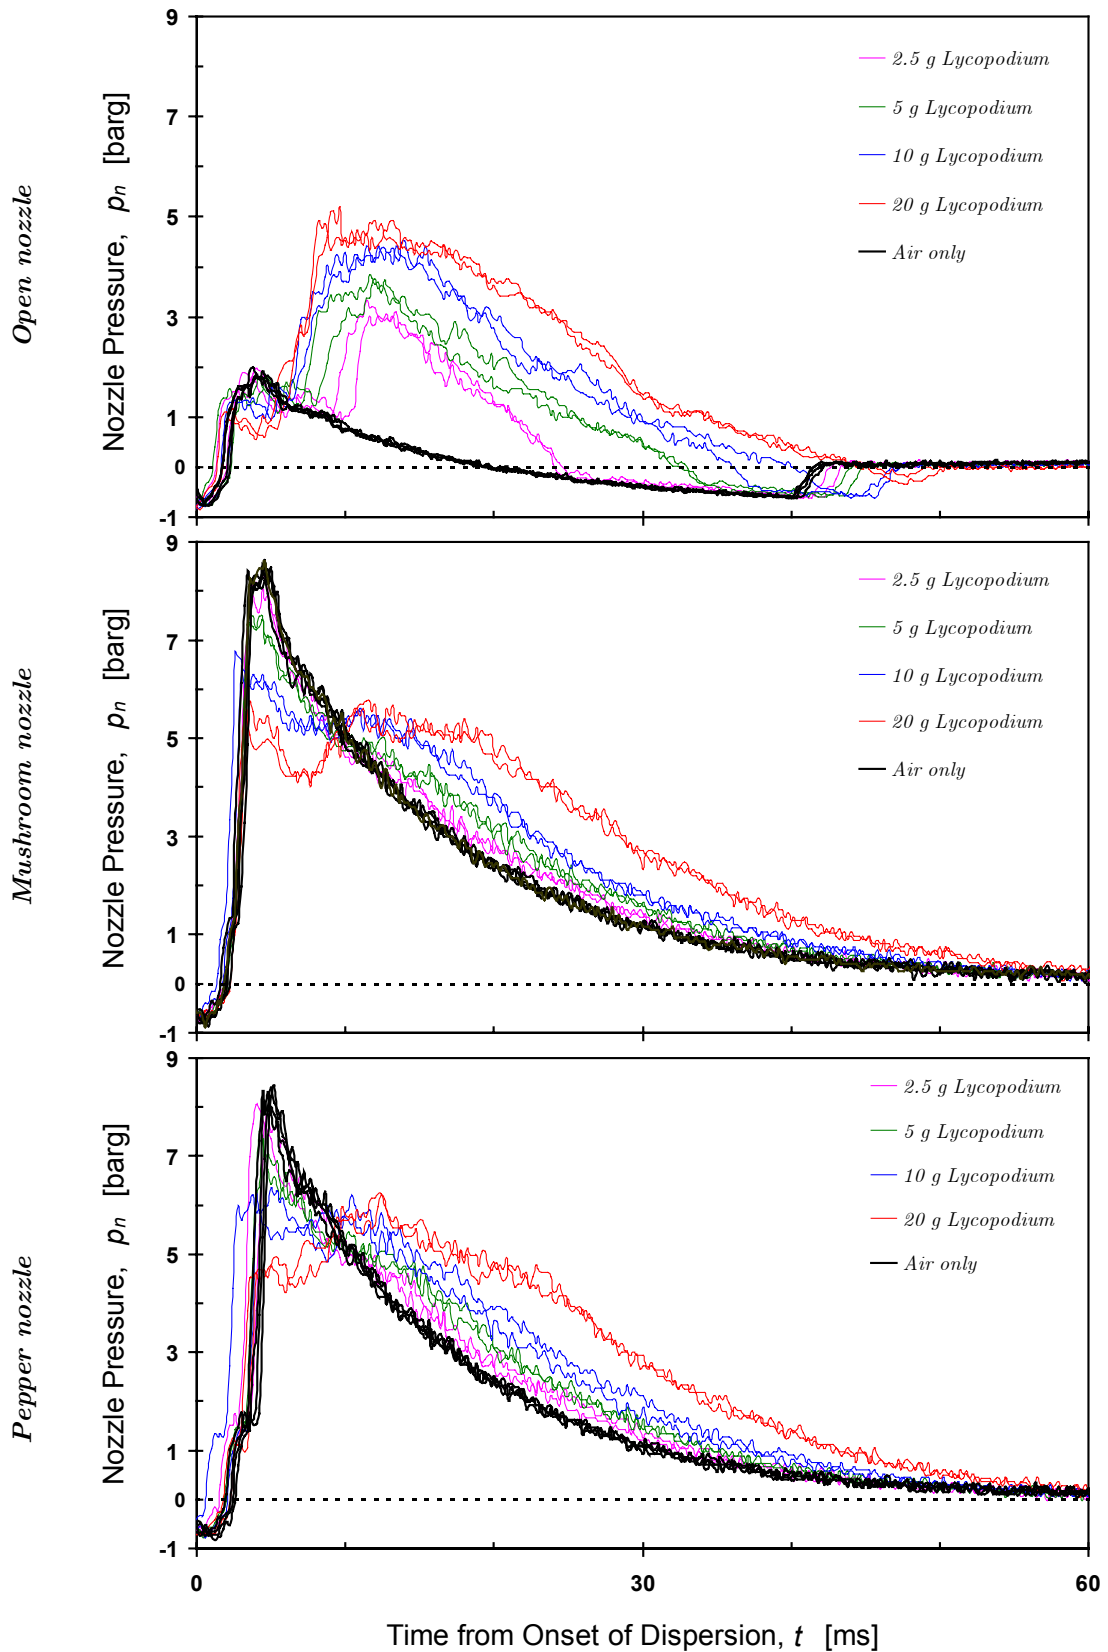 Open nozzle
Nozzzle Pressure, pn [barg]
9
7
5
3
1
0
-1
2.5 g Lycopodium
5 g Lycopodium
10 g Lycopodium
20 g Lycopodium
Air only
Mushroom nozzle
Nozzle Pressure, pn [barg]
9
7
5
3
1
0
-1
2.5 g Lycopodium
5 g Lycopodium
10 g Lycopodium
20 g Lycopodium
Air only
Pepper nozzle
Nozzle Pressure, pn [barg]
9
7
5
3
1
0
-1
2.5 g Lycopodium
5 g Lycopodium
10 g Lycopodium
20 g Lycopodium
Air only
0 30 60
Time from Onset of Dispersion, t [ms]